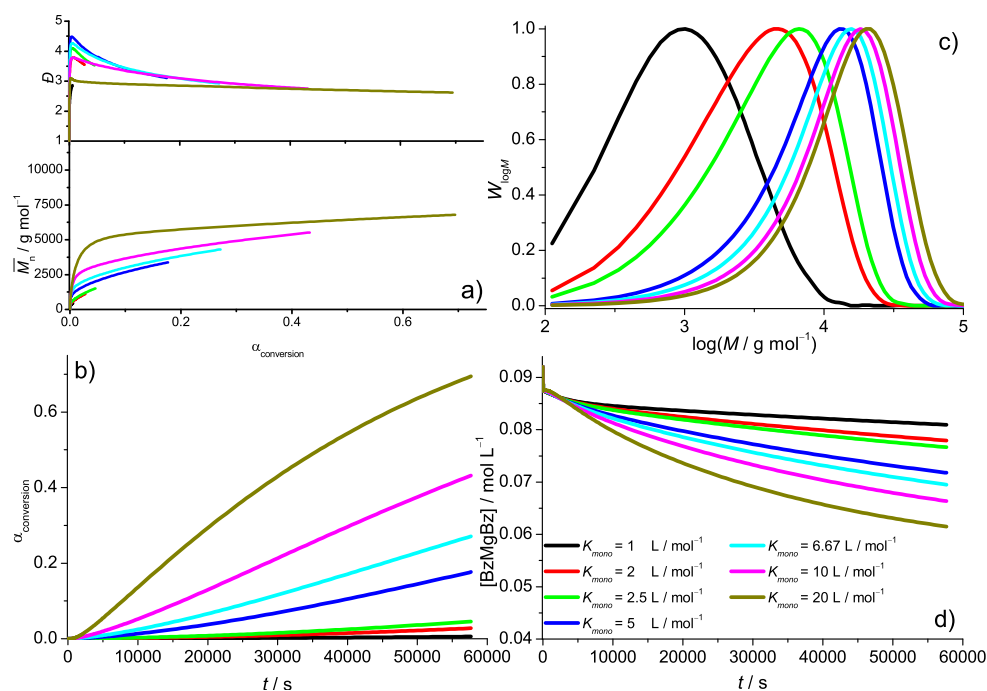 5
4
Đ 3
2
1
10000
7500
5000
2500
0
M̅n / g mol⁻¹
a)
0.0 0.2 0.4 0.6
αconversion
c)
1.0
0.8
0.6
0.4
0.2
0.0
WlogM
2 3 4 5
log(M / g mol⁻¹)
b)
0.6
0.4
0.2
0.0
αconversion
0 10000 20000 30000 40000 50000 60000
t / s
0.09
0.08
0.07
0.06
0.05
0.04
[BzMgBz] / mol L⁻¹
Kmono = 1 L / mol⁻¹
Kmono = 2 L / mol⁻¹
Kmono = 2.5 L / mol⁻¹
Kmono = 5 L / mol⁻¹
Kmono = 6.67 L / mol⁻¹
Kmono = 10 L / mol⁻¹
Kmono = 20 L / mol⁻¹
d)
0 10000 20000 30000 40000 50000 60000
t / s